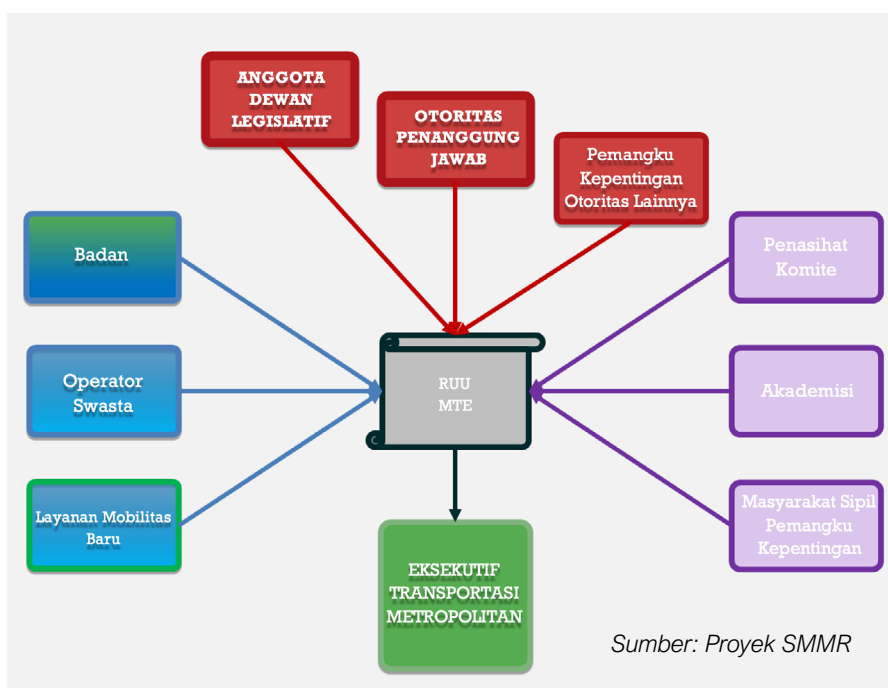 ANGGOTA
DEWAN
LEGISLATIF
OTORITAS
PENANGGUNG
JAWAB
Pemangku
Kepentingan
Otoritas Lainnya
Badan
Penasihat
Komite
Operator
Swasta
RUU
MTE
Akademisi
Layanan Mobilitas
Baru
Masyarakat Sipil
Pemangku
Kepentingan
EKSEKUTIF
TRANSPORTASI
METROPOLITAN
Sumber: Proyek SMMR